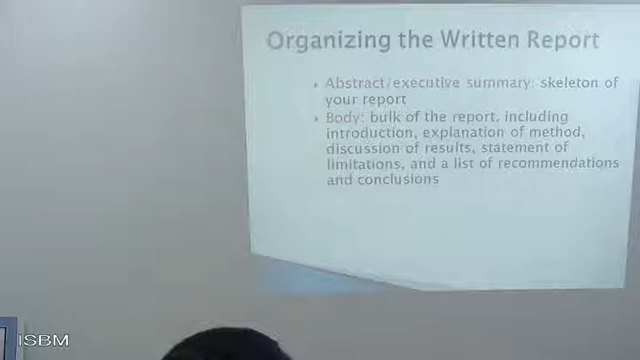 Organizing the Written Report
• Abstract/executive summary: skeleton of
your report
• Body: bulk of the report, including
introduction, explanation of method,
discussion of results, statement of
limitations, and a list of recommendations
and conclusions
ISBM